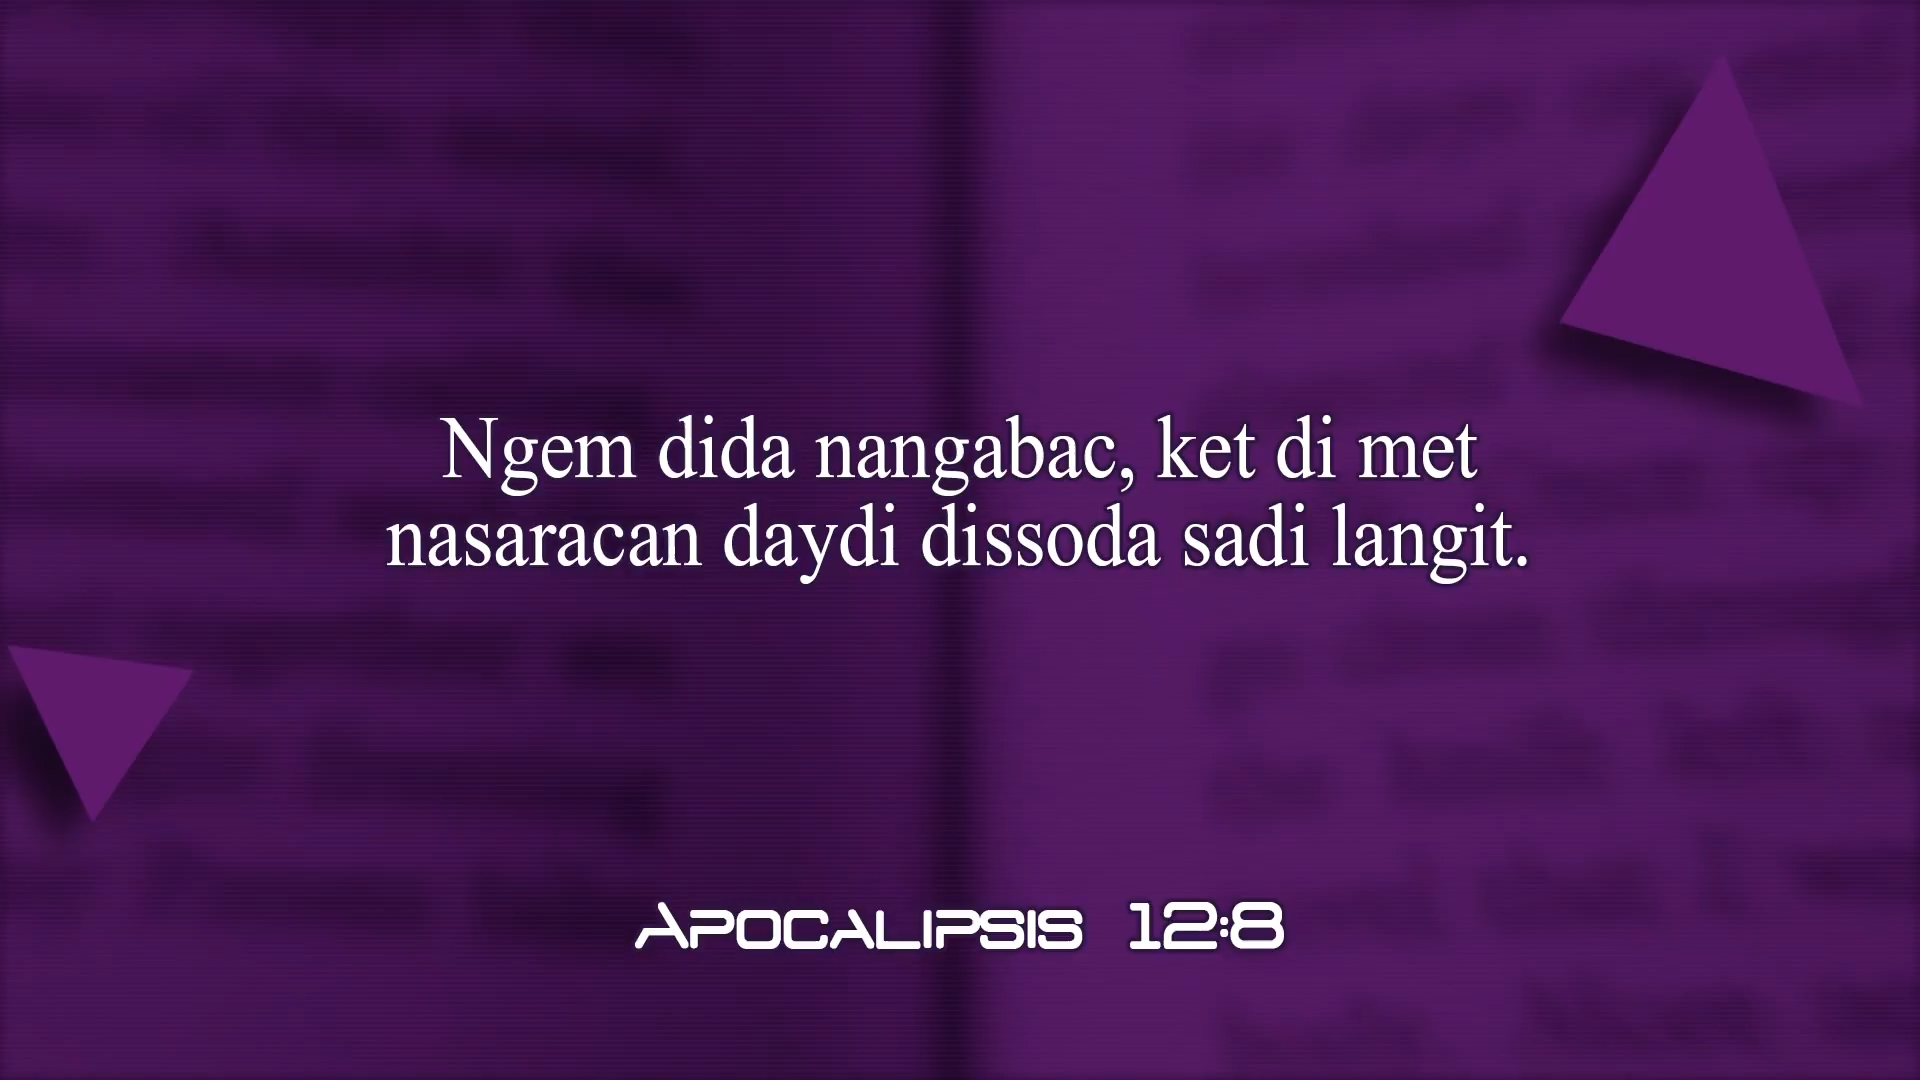 Ngem dida nangabac, ket di met
nasaracan daydi dissoda sadi langit.
Apocalipsis 12:8